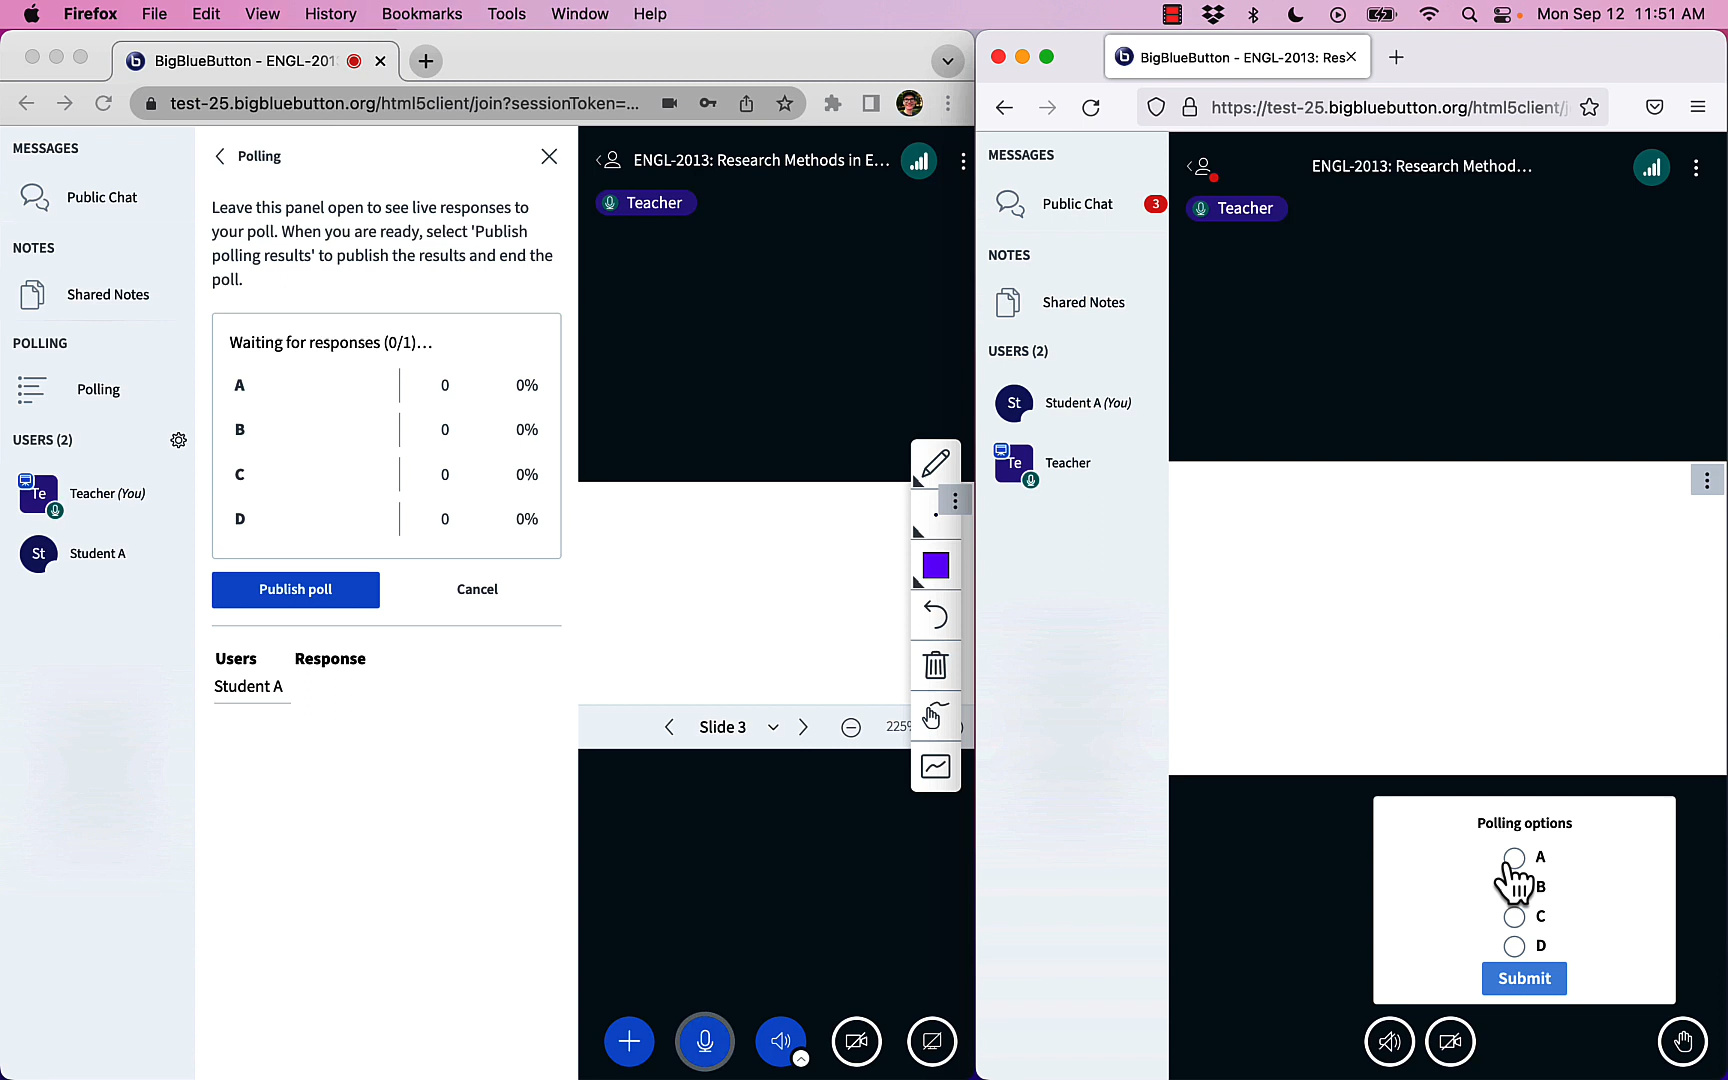 Firefox File Edit View History Bookmarks Tools Window Help Mon Sep 12 11:51 AM
BigBlueButton - ENGL-201
test-25.bigbluebutton.org/html5client/join?sessionToken=...
MESSAGES
Public Chat
NOTES
Shared Notes
POLLING
Polling
USERS (2)
Te
Teacher (You)
St
Student A
Polling
Leave this panel open to see live responses to
your poll. When you are ready, select 'Publish
polling results' to publish the results and end the
poll.
Waiting for responses (0/1)...
A 0 0%
B 0 0%
C 0 0%
D 0 0%
Publish poll
Cancel
Users Response
Student A
ENGL-2013: Research Methods in E...
Teacher
Slide 3
225%
BigBlueButton - ENGL-2013: Res
https://test-25.bigbluebutton.org/html5client/j
MESSAGES
Public Chat
3
NOTES
Shared Notes
USERS (2)
St
Student A (You)
Te
Teacher
ENGL-2013: Research Method...
Teacher
Polling options
A
B
C
D
Submit